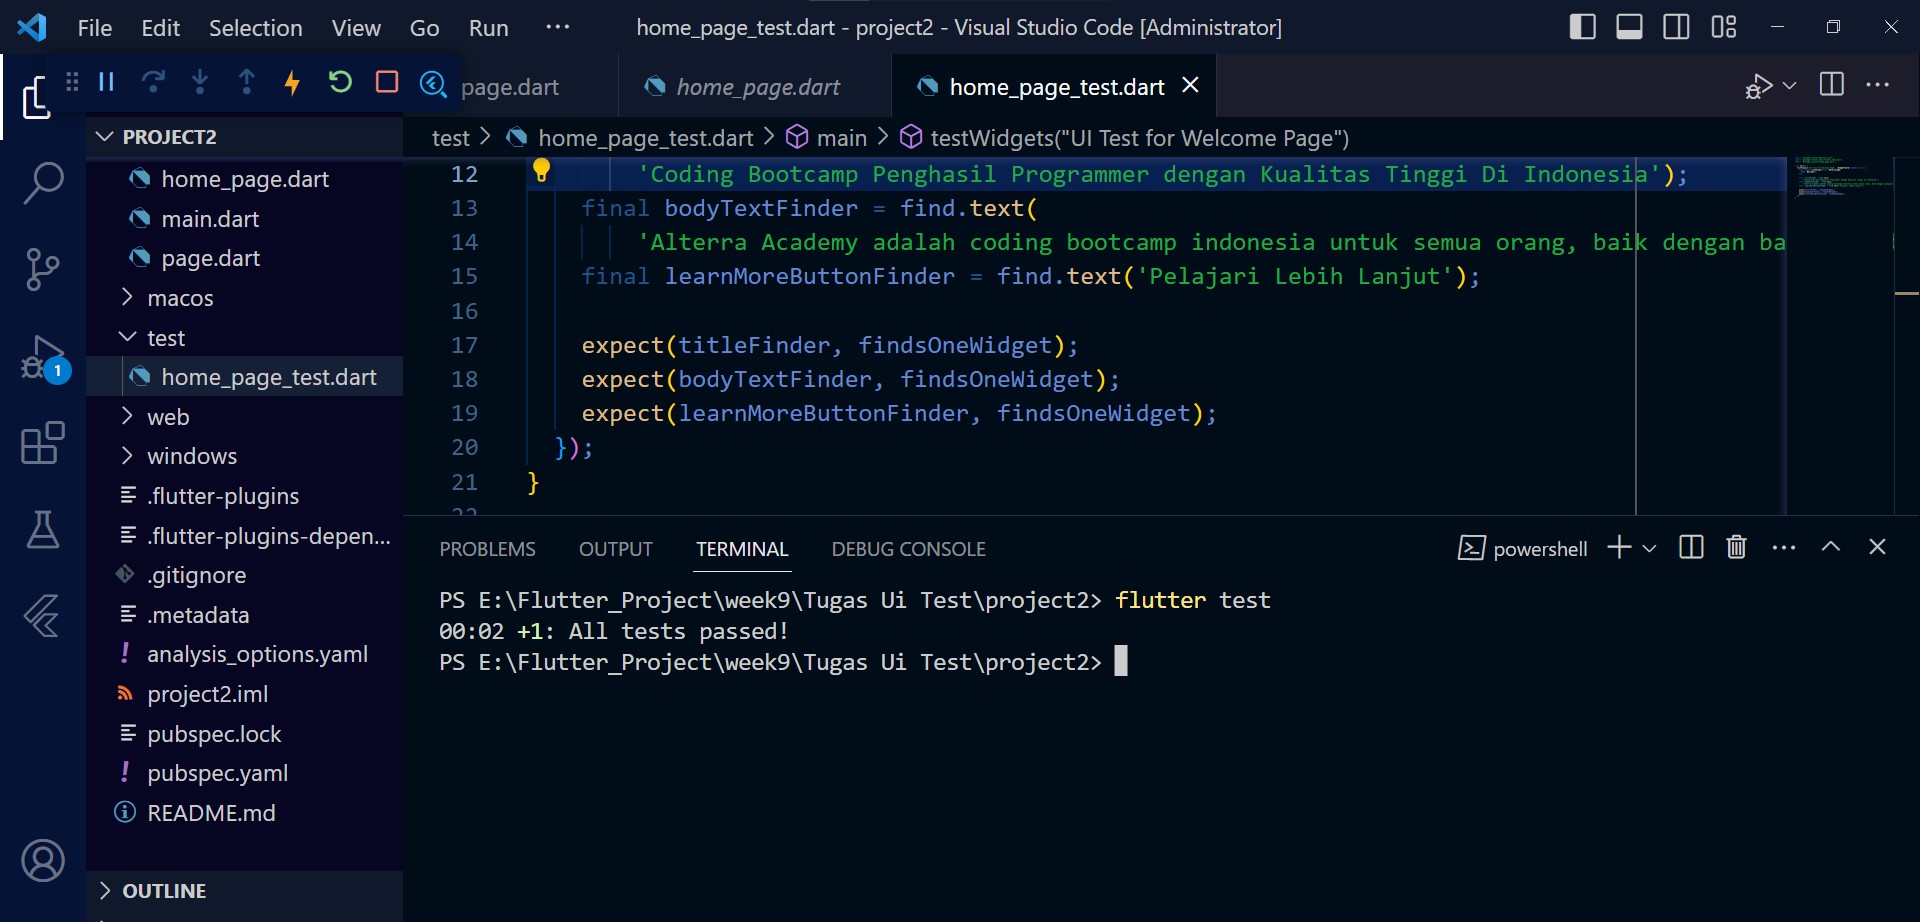 File Edit Selection View Go Run ··· home_page_test.dart - project2 - Visual Studio Code [Administrator]
page.dart home_page.dart home_page_test.dart
PROJECT2
home_page.dart
main.dart
page.dart
macos
test
home_page_test.dart
web
windows
.flutter-plugins
.flutter-plugins-depen...
.gitignore
.metadata
analysis_options.yaml
project2.iml
pubspec.lock
pubspec.yaml
README.md
OUTLINE
1
test > home_page_test.dart > main > testWidgets("UI Test for Welcome Page")
12 'Coding Bootcamp Penghasil Programmer dengan Kualitas Tinggi Di Indonesia');
13 final bodyTextFinder = find.text(
14 'Alterra Academy adalah coding bootcamp indonesia untuk semua orang, baik dengan ba
15 final learnMoreButtonFinder = find.text('Pelajari Lebih Lanjut');
16
17 expect(titleFinder, findsOneWidget);
18 expect(bodyTextFinder, findsOneWidget);
19 expect(learnMoreButtonFinder, findsOneWidget);
20 });
21 }
PROBLEMS OUTPUT TERMINAL DEBUG CONSOLE powershell
PS E:\Flutter_Project\week9\Tugas Ui Test\project2> flutter test
00:02 +1: All tests passed!
PS E:\Flutter_Project\week9\Tugas Ui Test\project2>